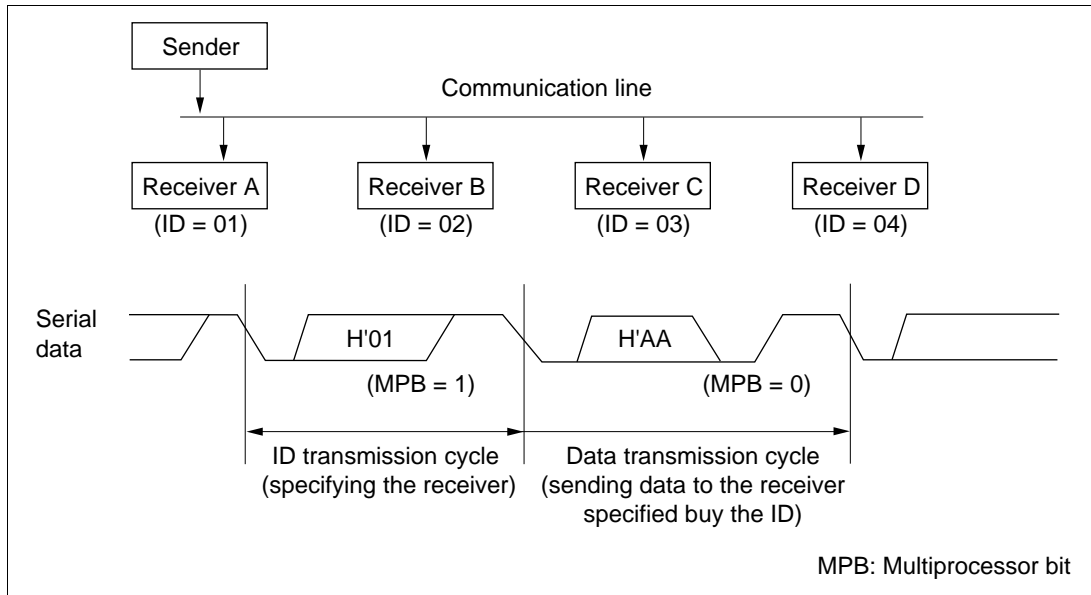 Sender
Communication line
Receiver A
Receiver B
Receiver C
Receiver D
(ID = 01)
(ID = 02)
(ID = 03)
(ID = 04)
Serial
data
H'01
H'AA
(MPB = 1)
(MPB = 0)
ID transmission cycle
(specifying the receiver)
Data transmission cycle
(sending data to the receiver
specified buy the ID)
MPB: Multiprocessor bit